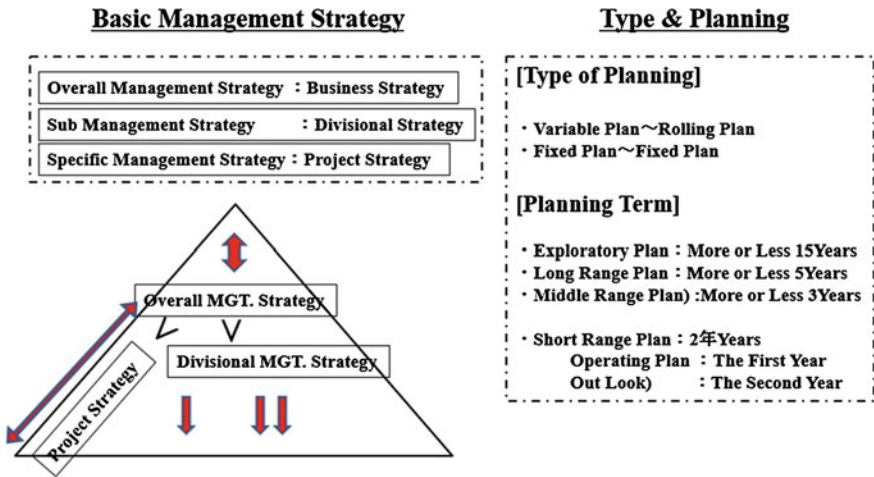 Basic Management Strategy
Overall Management Strategy : Business Strategy
Sub Management Strategy : Divisional Strategy
Specific Management Strategy : Project Strategy
Overall MGT. Strategy
Divisional MGT. Strategy
Project Strategy
Type & Planning
[Type of Planning]
・Variable Plan～Rolling Plan
・Fixed Plan～Fixed Plan
[Planning Term]
・Exploratory Plan：More or Less 15Years
・Long Range Plan：More or Less 5Years
・Middle Range Plan) :More or Less 3Years
・Short Range Plan：2年Years
Operating Plan ：The First Year
Out Look) ：The Second Year